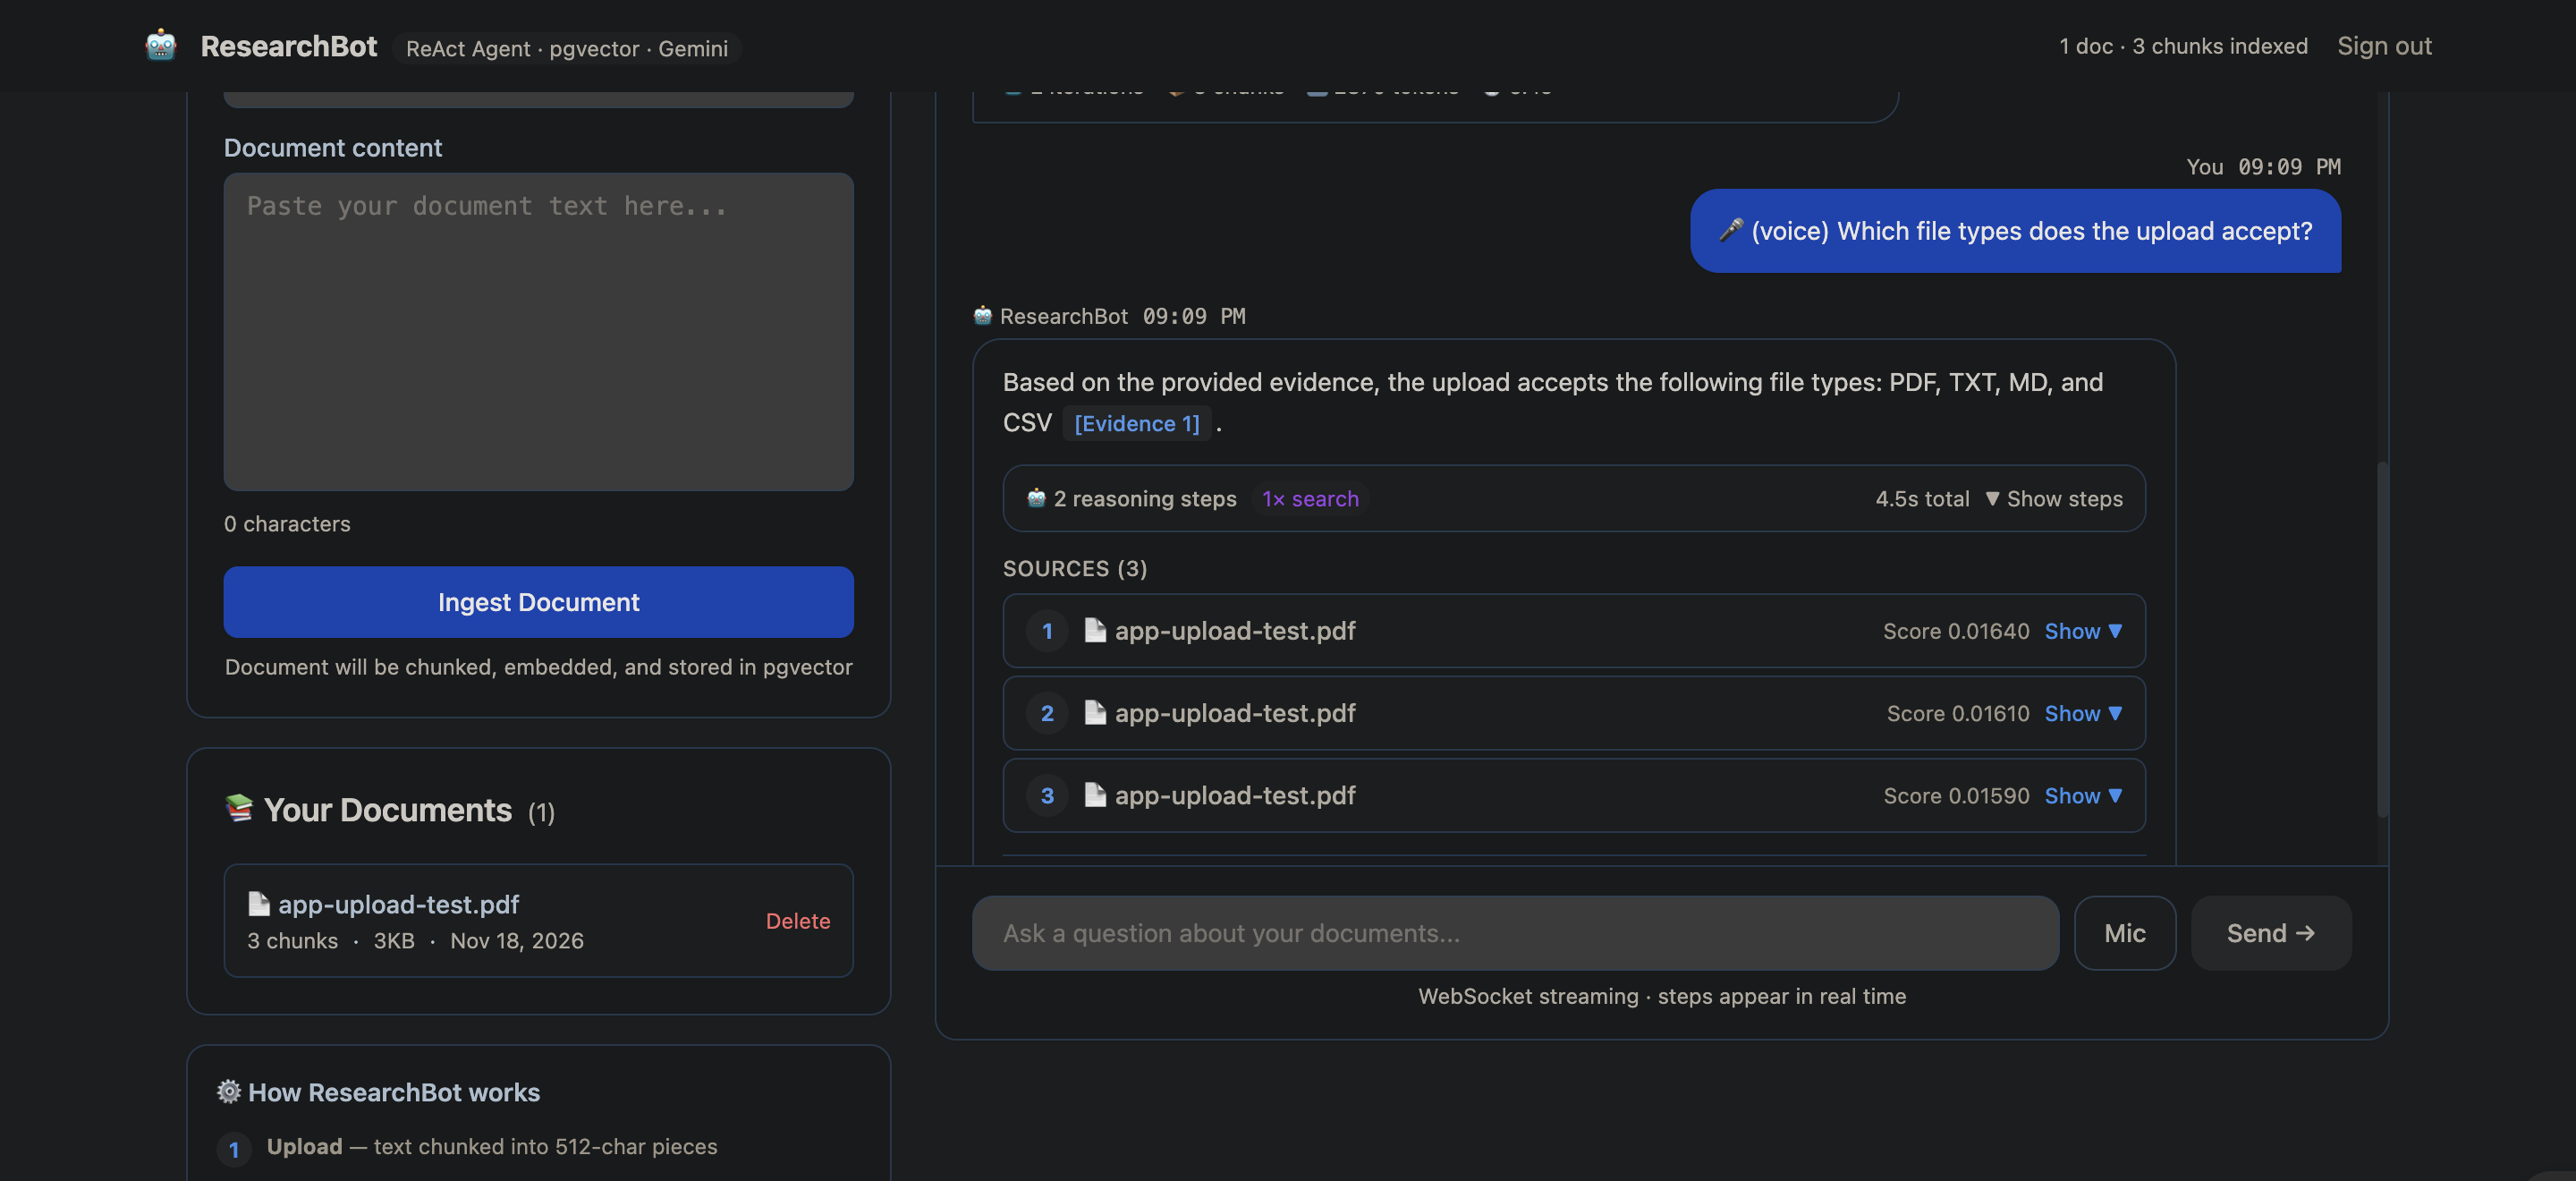 ResearchBot ReAct Agent · pgvector · Gemini
1 doc · 3 chunks indexed Sign out
Document content
Paste your document text here...
0 characters
Ingest Document
Document will be chunked, embedded, and stored in pgvector
Your Documents (1)
app-upload-test.pdf
3 chunks · 3KB · Nov 18, 2026
Delete
How ResearchBot works
1 Upload — text chunked into 512-char pieces
You 09:09 PM
(voice) Which file types does the upload accept?
ResearchBot 09:09 PM
Based on the provided evidence, the upload accepts the following file types: PDF, TXT, MD, and
CSV [Evidence 1] .
2 reasoning steps 1× search 4.5s total ▼ Show steps
SOURCES (3)
1 app-upload-test.pdf Score 0.01640 Show ▼
2 app-upload-test.pdf Score 0.01610 Show ▼
3 app-upload-test.pdf Score 0.01590 Show ▼
Ask a question about your documents...
Mic
Send →
WebSocket streaming · steps appear in real time